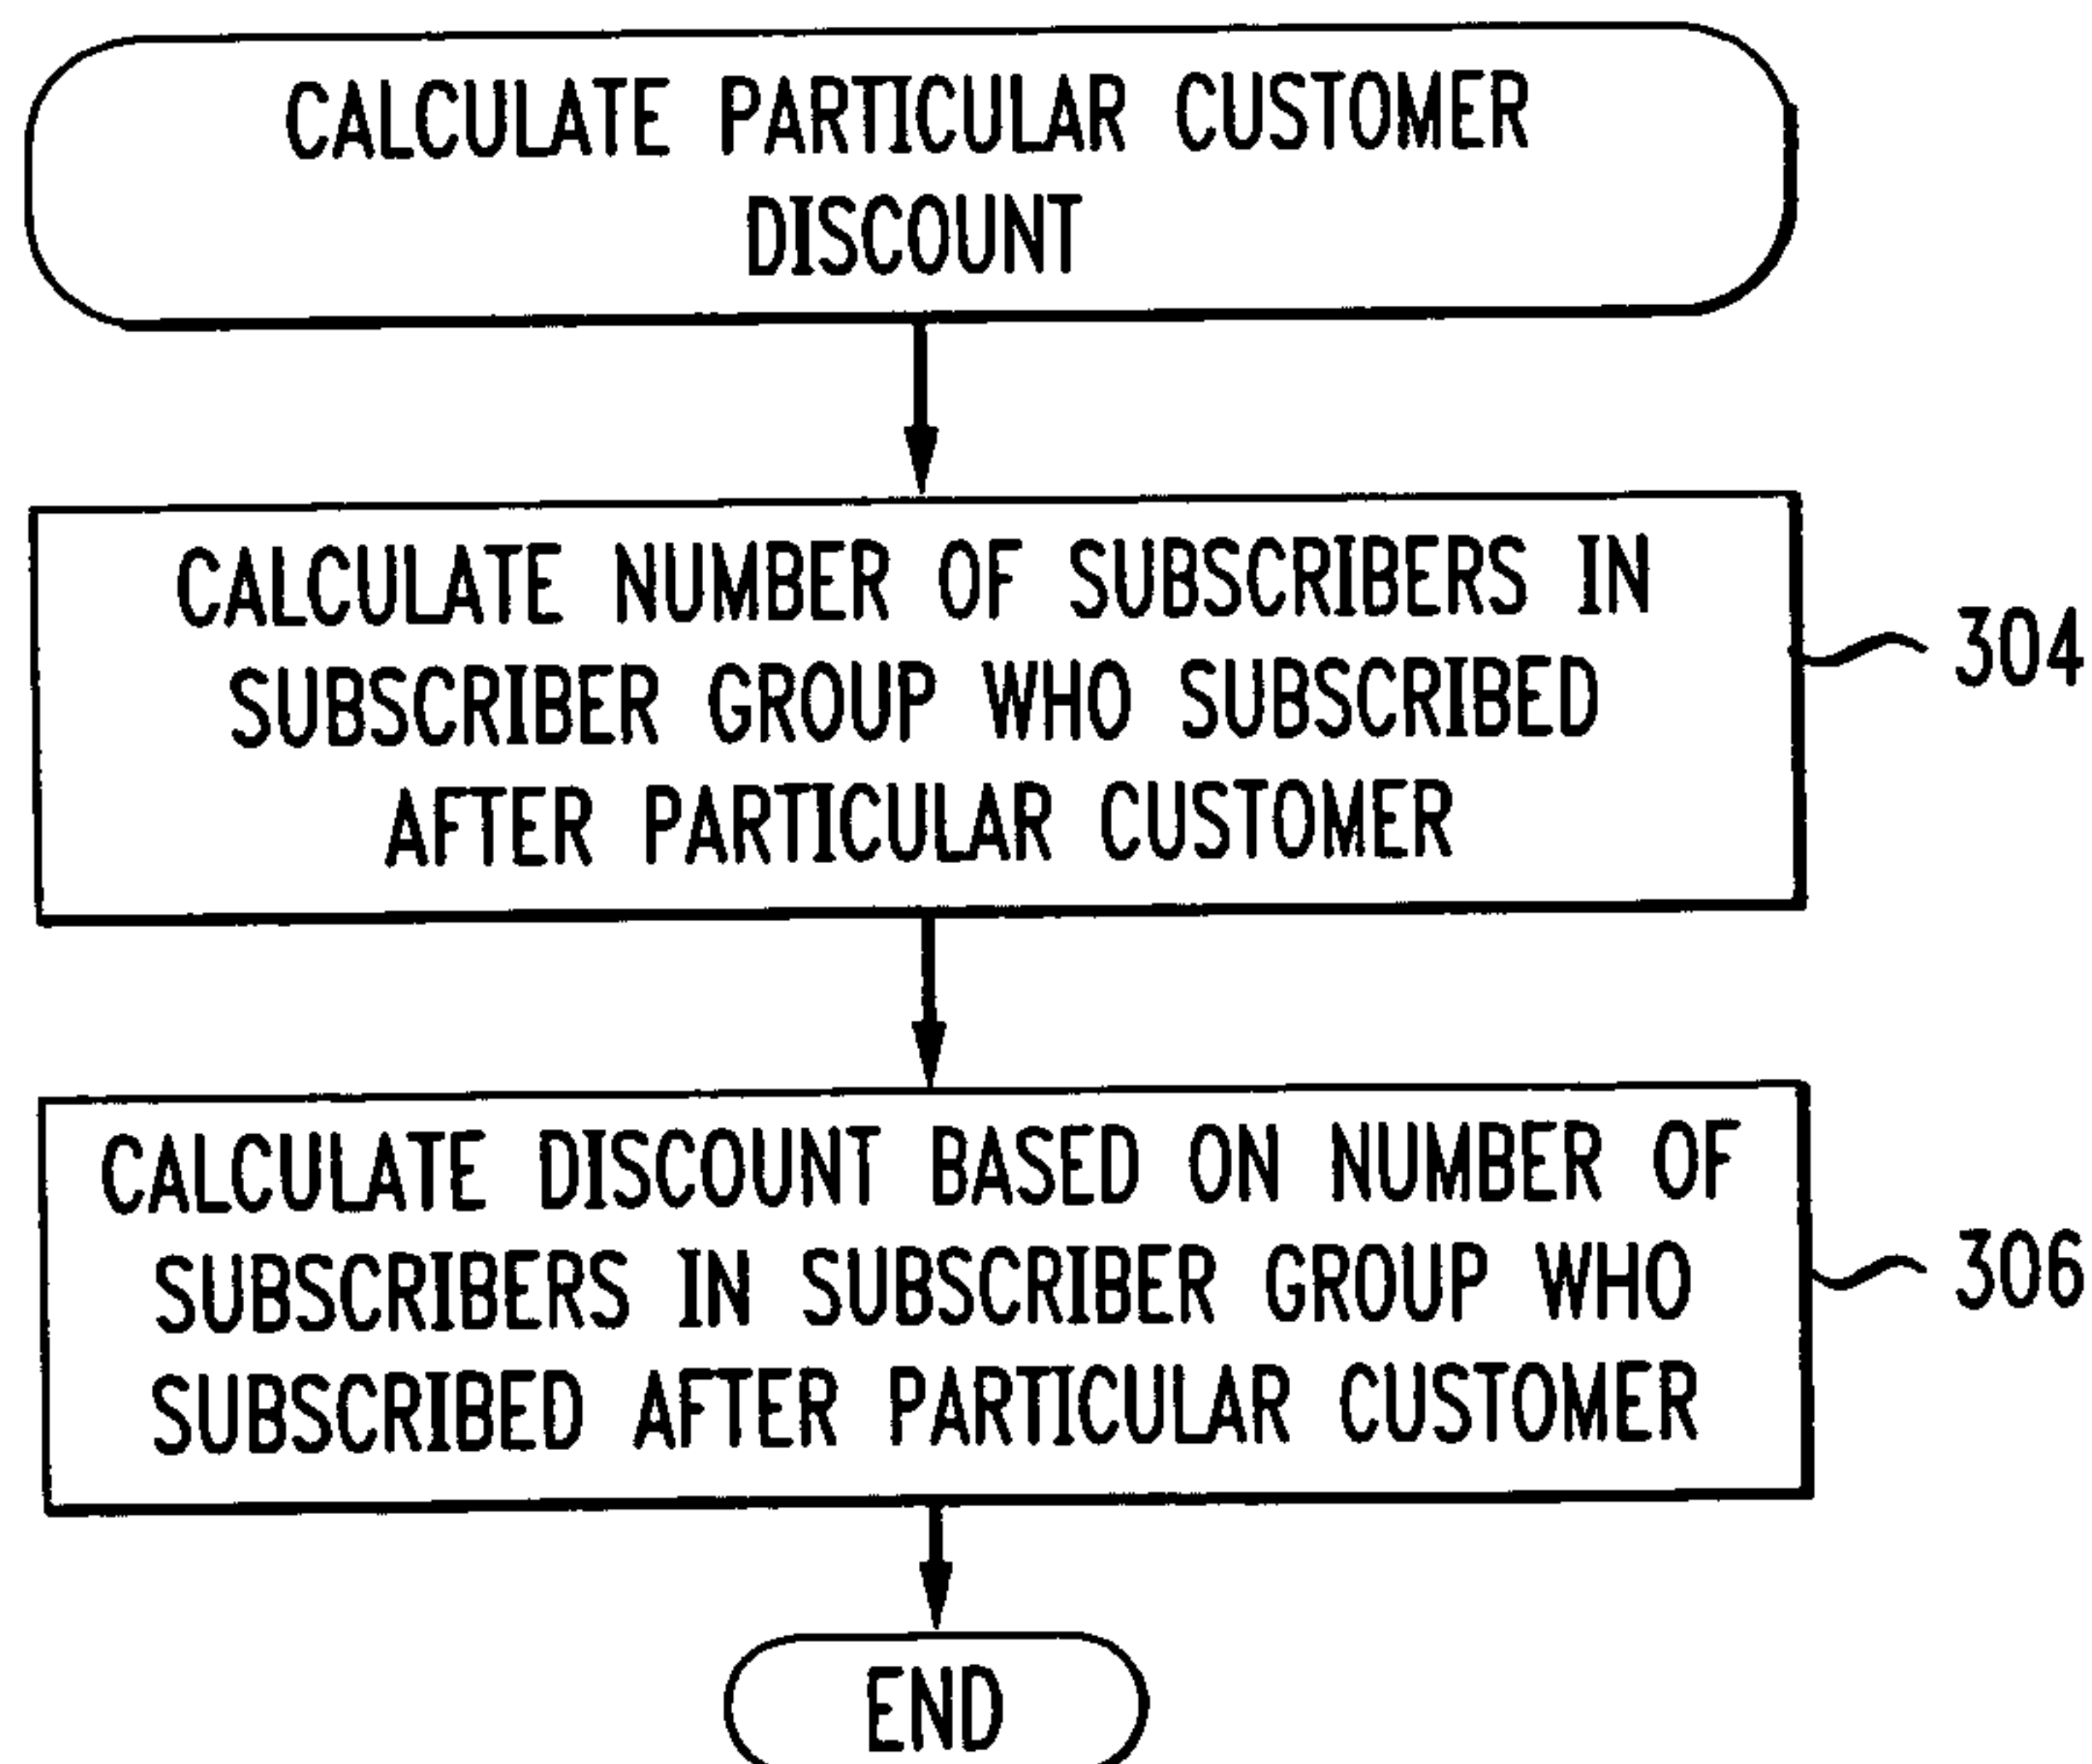 CALCULATE PARTICULAR CUSTOMER
DISCOUNT
CALCULATE NUMBER OF SUBSCRIBERS IN
SUBSCRIBER GROUP WHO SUBSCRIBED
AFTER PARTICULAR CUSTOMER
304
CALCULATE DISCOUNT BASED ON NUMBER OF
SUBSCRIBERS IN SUBSCRIBER GROUP WHO
SUBSCRIBED AFTER PARTICULAR CUSTOMER
306
END